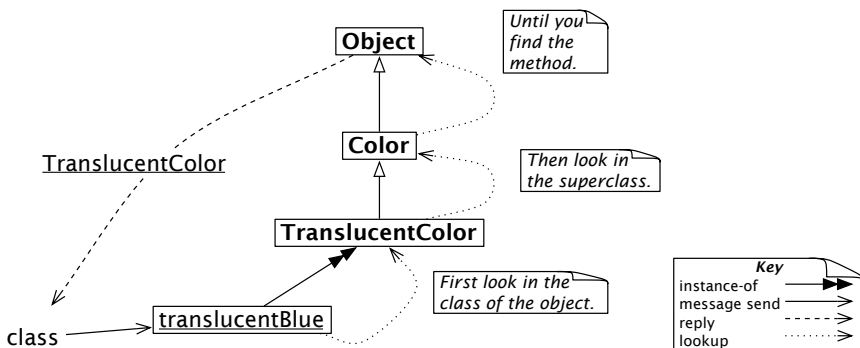 Object
Until you
find the
method.
Color
TranslucentColor
Then look in
the superclass.
TranslucentColor
First look in the
class of the object.
translucentBlue
class
Key
instance-of
message send
reply
lookup